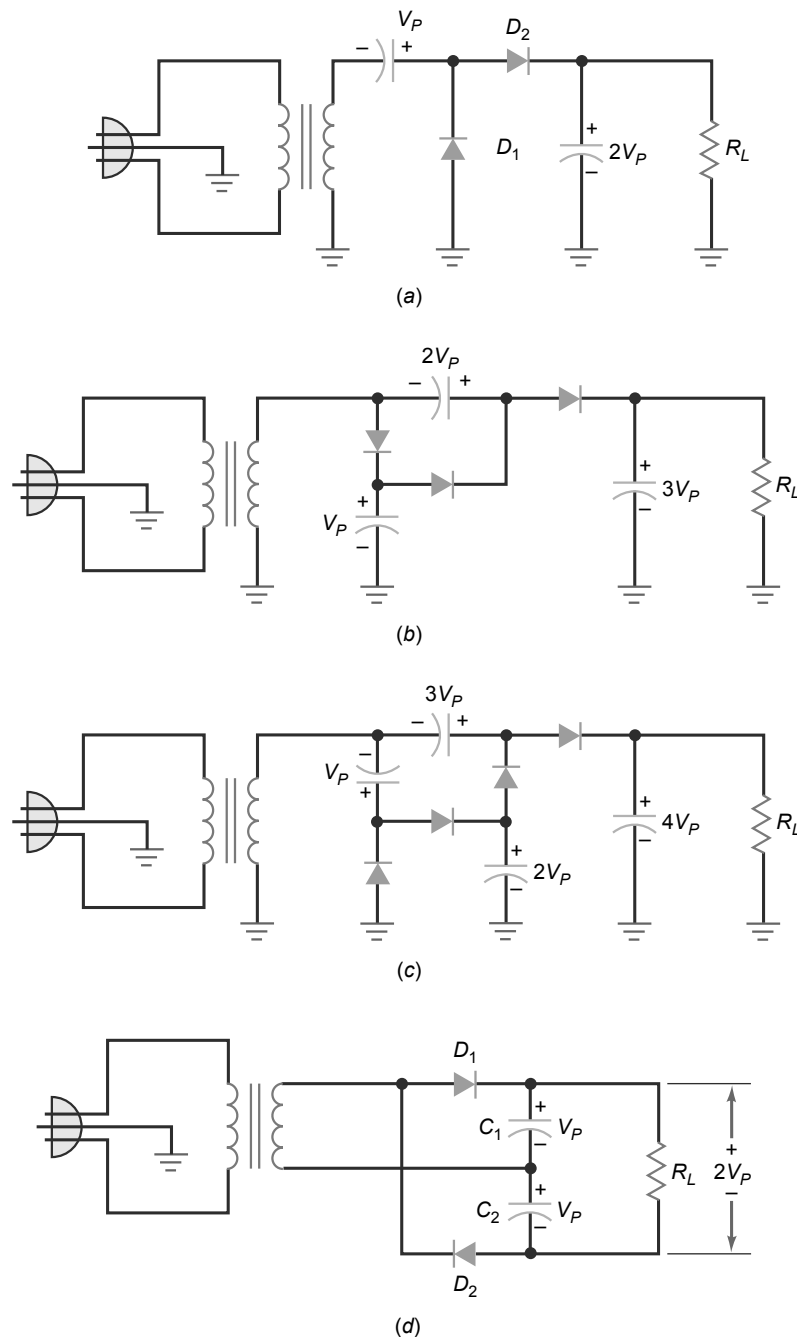 V_P
D_2
– +
+
D_1
2V_P
R_L
–
(a)
2V_P
– +
+
+
3V_P
R_L
V_P
–
–
(b)
3V_P
– +
–
V_P
+
+
4V_P
R_L
+
–
2V_P
–
(c)
D_1
+
C_1 V_P
–
+
R_L
2V_P
+
–
C_2 V_P
–
D_2
(d)